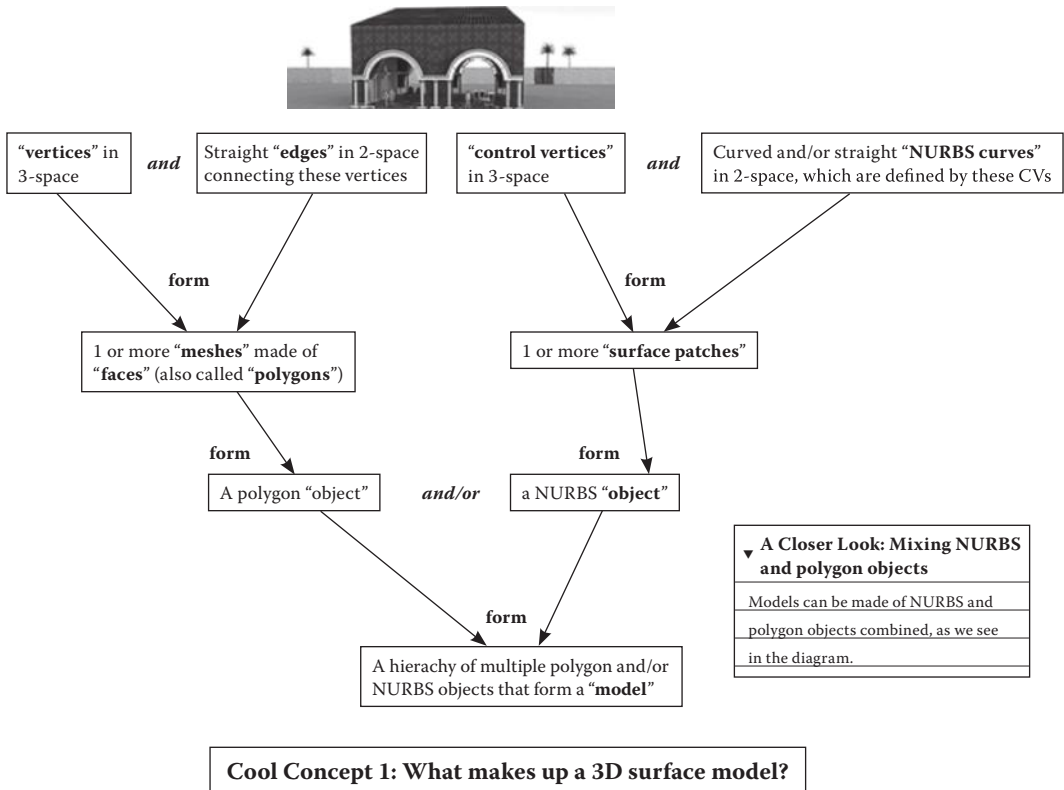 “vertices” in
3-space
and
Straight “edges” in 2-space
connecting these vertices
“control vertices”
in 3-space
and
Curved and/or straight “NURBS curves”
in 2-space, which are defined by these CVs
form
form
1 or more “meshes” made of
“faces” (also called “polygons”)
1 or more “surface patches”
form
form
A polygon “object”
and/or
a NURBS “object”
form
A hierachy of multiple polygon and/or
NURBS objects that form a “model”
A Closer Look: Mixing NURBS
and polygon objects
Models can be made of NURBS and
polygon objects combined, as we see
in the diagram.
Cool Concept 1: What makes up a 3D surface model?